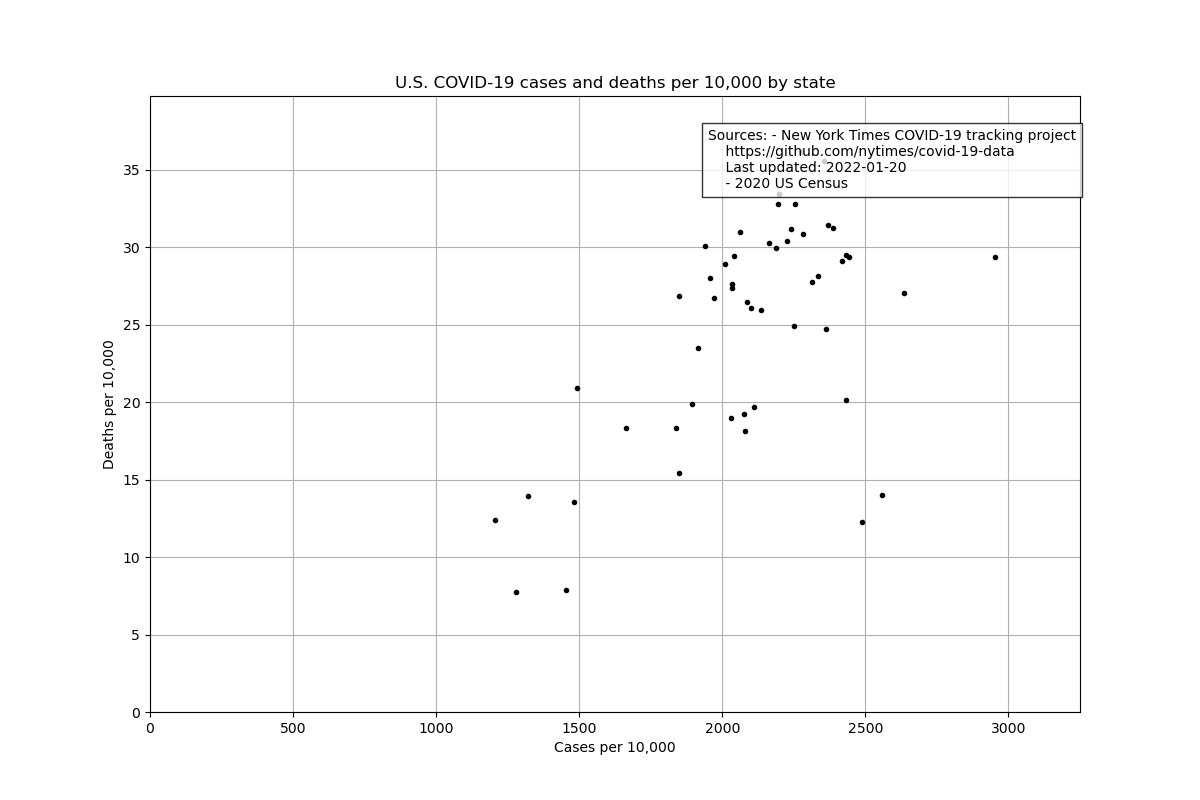 U.S. COVID-19 cases and deaths per 10,000 by state
Sources: - New York Times COVID-19 tracking project
https://github.com/nytimes/covid-19-data
Last updated: 2022-01-20
- 2020 US Census
Deaths per 10,000
35
30
25
20
15
10
5
0
0 500 1000 1500 2000 2500 3000
Cases per 10,000